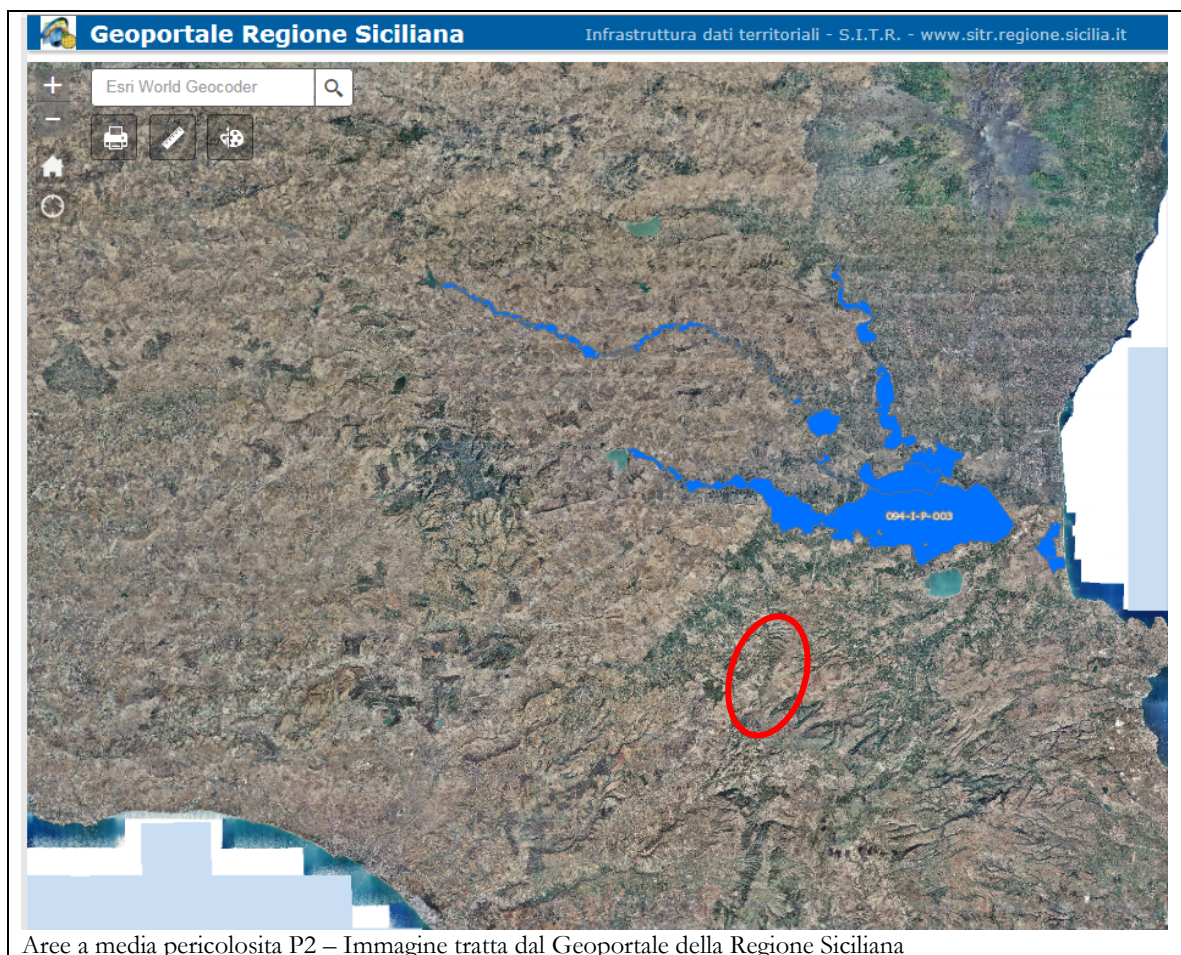 Geoportale Regione Siciliana
Infrastruttura dati territoriali - S.I.T.R. - www.sitr.regione.sicilia.it
+
Esri World Geocoder
−
094-I-P-003
Aree a media pericolosita P2 – Immagine tratta dal Geoportale della Regione Siciliana